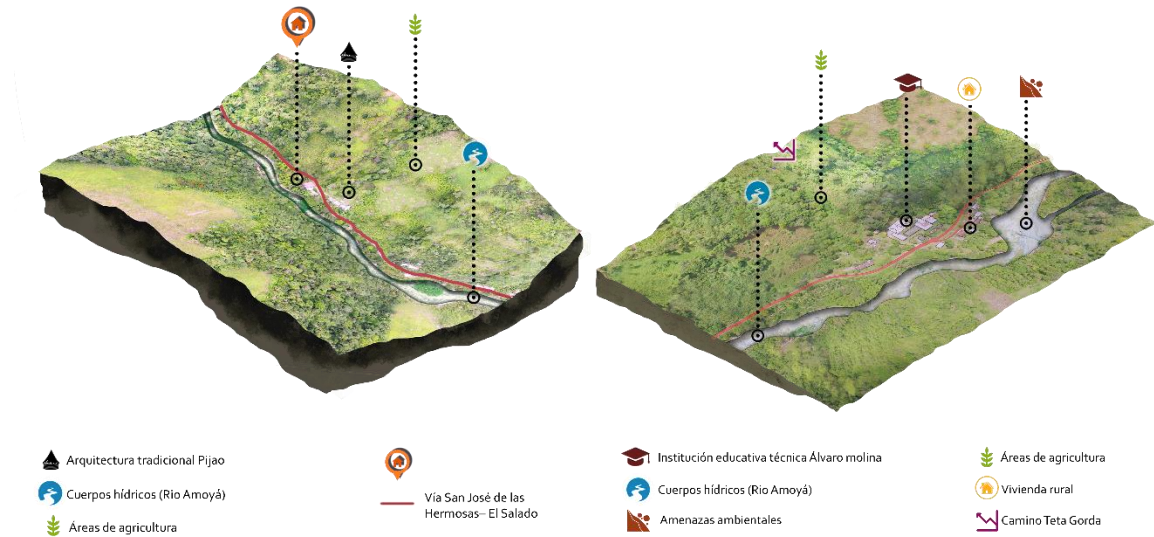 Arquitectura tradicional Pijao
Cuerpos hídricos (Rio Amoyá)
Áreas de agricultura
Vía San José de las
Hermosas– El Salado
Institución educativa técnica Álvaro molina
Cuerpos hídricos (Rio Amoyá)
Amenazas ambientales
Áreas de agricultura
Vivienda rural
Camino Teta Gorda